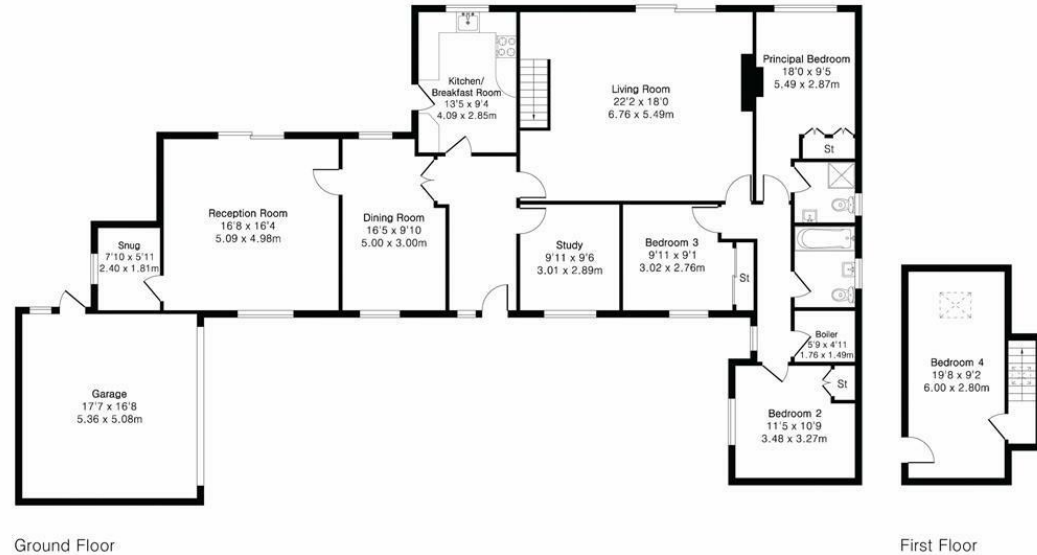 Kitchen/
Breakfast Room
13'5 x 9'4
4.09 x 2.85m
Living Room
22'2 x 18'0
6.76 x 5.49m
Principal Bedroom
18'0 x 9'5
5.49 x 2.87m
St
Reception Room
16'8 x 16'4
5.09 x 4.98m
Dining Room
16'5 x 9'10
5.00 x 3.00m
Snug
7'10 x 5'11
2.40 x 1.81m
Study
9'11 x 9'6
3.01 x 2.89m
Bedroom 3
9'11 x 9'1
3.02 x 2.76m
St
Boiler
5'9 x 4'11
1.76 x 1.49m
St
Bedroom 2
11'5 x 10'9
3.48 x 3.27m
Garage
17'7 x 16'8
5.36 x 5.08m
Bedroom 4
19'8 x 9'2
6.00 x 2.80m
Ground Floor
First Floor